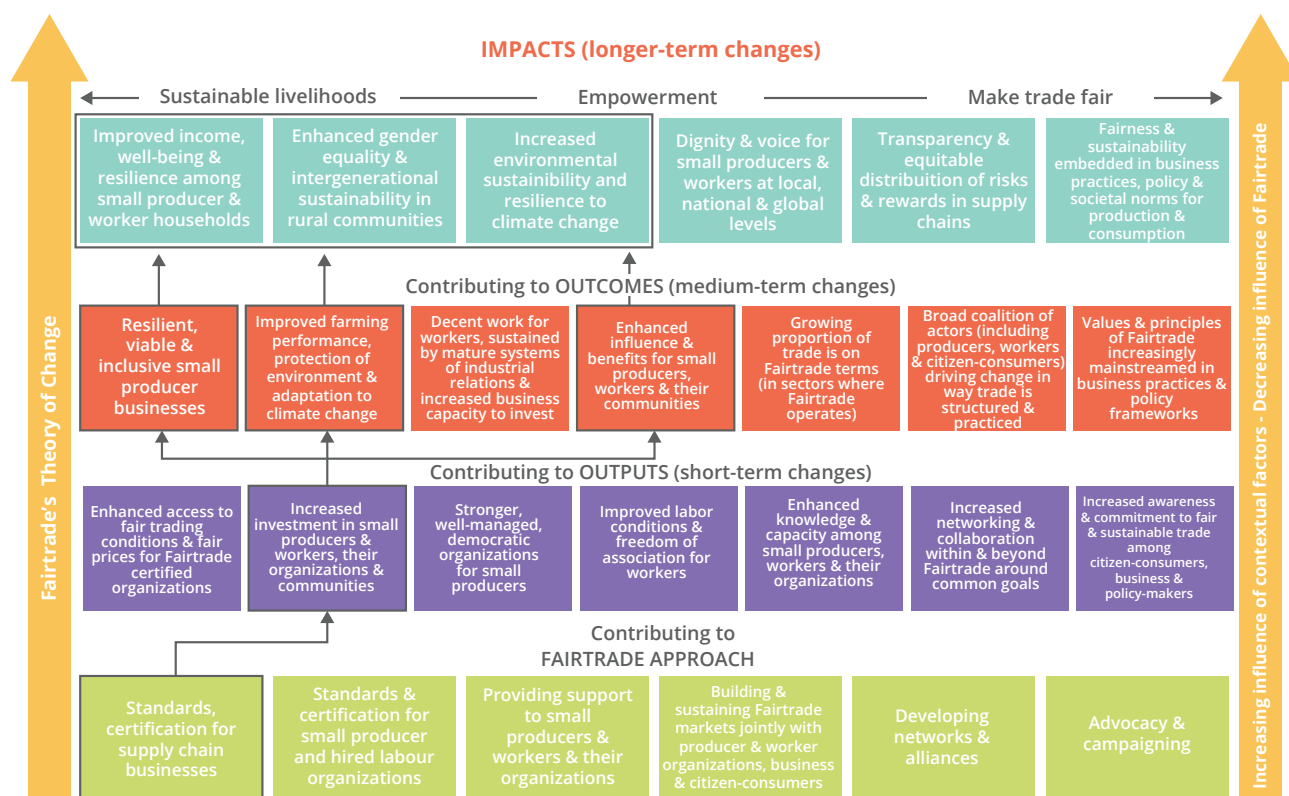 IMPACTS (longer-term changes)
Sustainable livelihoods
Empowerment
Make trade fair
Improved income,
well-being &
resilience among
small producer
& worker households
Enhanced gender
equality &
intergenerational
sustainability in
rural communities
Increased
environmental
sustainibility and
resilience to
climate change
Dignity & voice for
small producers &
workers at local,
national & global
levels
Transparency &
equitable
distribuition of risks
& rewards in supply
chains
Fairness &
sustainability
embedded in business
practices, policy &
societal norms for
production &
consumption
Contributing to OUTCOMES (medium-term changes)
Resilient,
viable &
inclusive small
producer
businesses
Improved farming
performance,
protection of
environment &
adaptation to
climate change
Decent work for
workers, sustained
by mature systems
of industrial
relations &
increased business
capacity to invest
Enhanced
influence &
benefits for small
producers,
workers & their
communities
Growing
proportion of
trade is on
Fairtrade terms
(in sectors where
Fairtrade
operates)
Broad coalition of
actors (including
producers, workers
& citizen-consumers)
driving change in
way trade is
structured &
practiced
Values & principles
of Fairtrade
increasingly
mainstreamed in
business practices &
policy
frameworks
Contributing to OUTPUTS (short-term changes)
Enhanced access to
fair trading
conditions & fair
prices for Fairtrade
certified
organizations
Increased
investment in small
producers &
workers, their
organizations &
communities
Stronger,
well-managed,
democratic
organizations
for small
producers
Improved labor
conditions &
freedom of
association for
workers
Enhanced
knowledge &
capacity among
small producers,
workers & their
organizations
Increased
networking &
collaboration
within & beyond
Fairtrade around
common goals
Increased awareness
& commitment to fair
& sustainable trade
among
citizen-consumers,
business &
policy-makers
Contributing to
FAIRTRADE APPROACH
Standards,
certification for
supply chain
businesses
Standards &
certification for
small producer
and hired labour
organizations
Providing support
to small
producers &
workers & their
organizations
Building &
sustaining Fairtrade
markets jointly with
producer & worker
organizations, business
& citizen-consumers
Developing
networks &
alliances
Advocacy &
campaigning
Fairtrade's Theory of Change
Increasing influence of contextual factors - Decreasing influence of Fairtrade